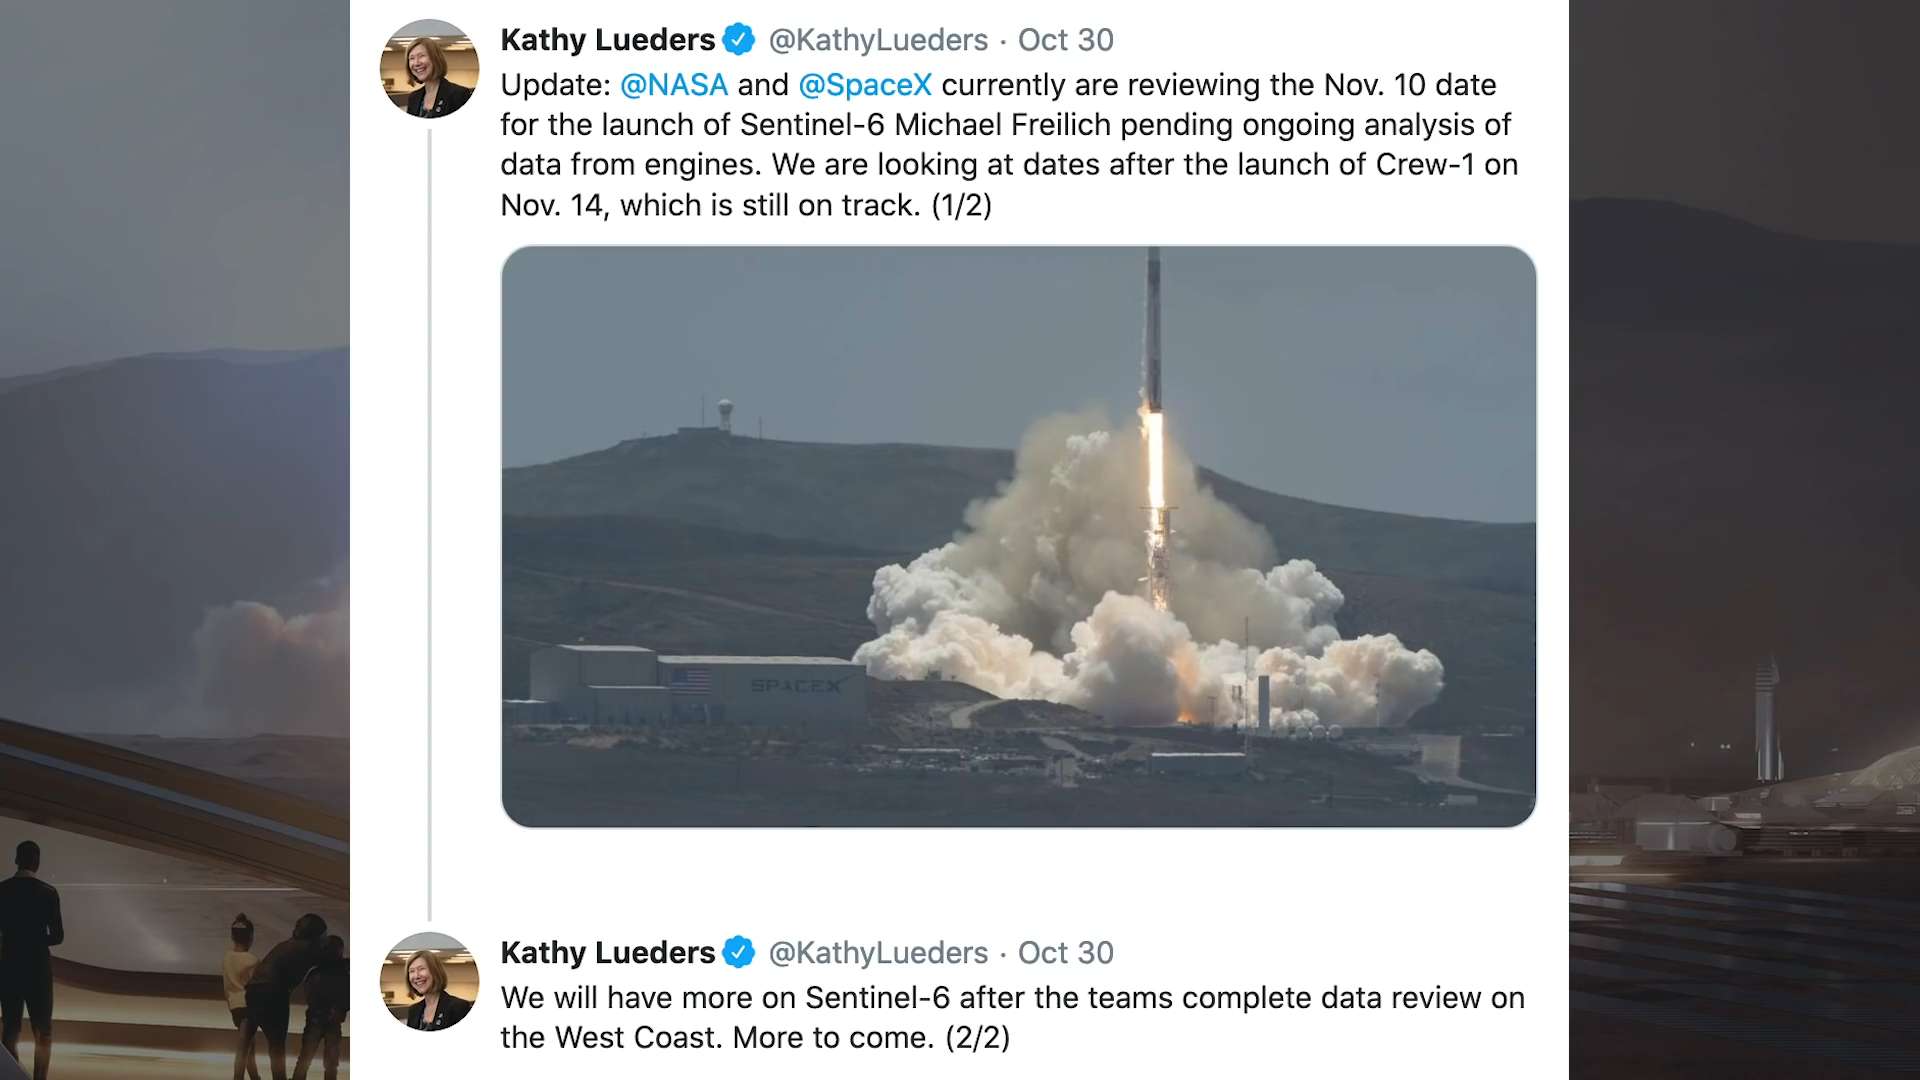 Kathy Lueders @KathyLueders · Oct 30
Update: @NASA and @SpaceX currently are reviewing the Nov. 10 date
for the launch of Sentinel-6 Michael Freilich pending ongoing analysis of
data from engines. We are looking at dates after the launch of Crew-1 on
Nov. 14, which is still on track. (1/2)
SPACEX
Kathy Lueders @KathyLueders · Oct 30
We will have more on Sentinel-6 after the teams complete data review on
the West Coast. More to come. (2/2)